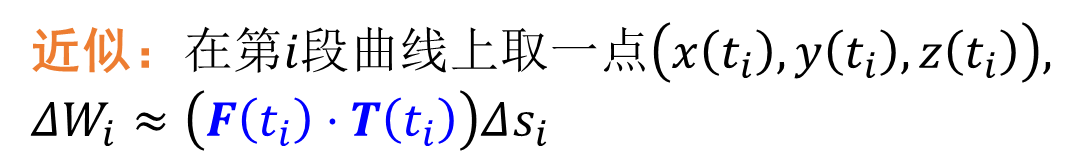 近似：在第i段曲线上取一点(x(tᵢ), y(tᵢ), z(tᵢ)),
ΔWᵢ ≈ (F(tᵢ) · T(tᵢ))Δsᵢ